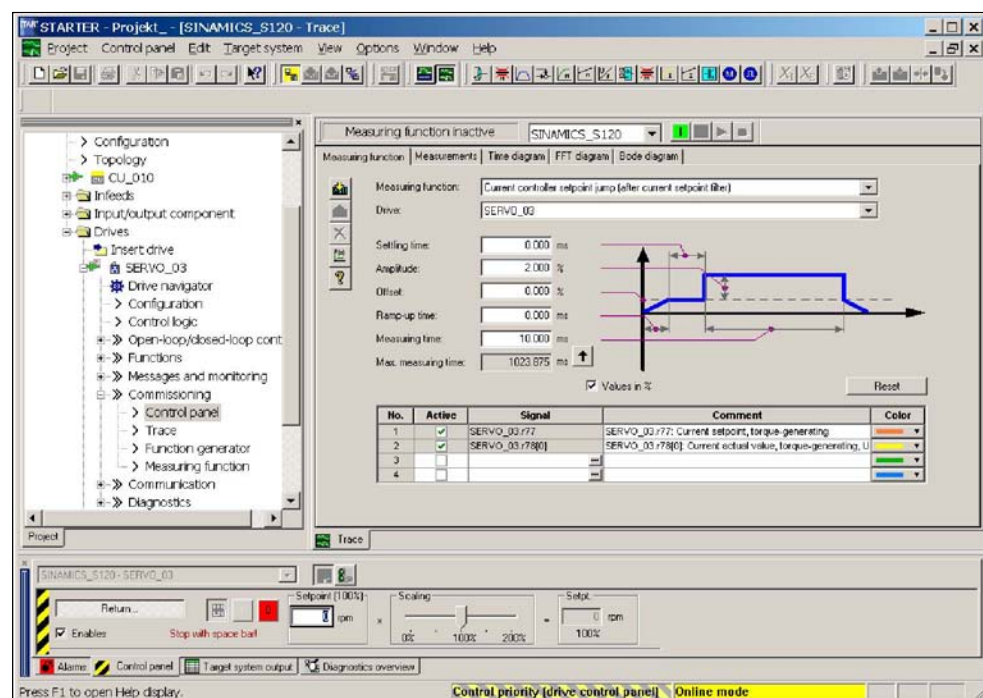 STARTER - Projekt_ - [SINAMICS_S120 - Trace]
Project Control panel Edit Target system View Options Window Help
Configuration
Topology
CU_010
Infeeds
Input/output component
Drives
Insert drive
SERVO_03
Drive navigator
Configuration
Control logic
Open-loop/closed-loop cont
Functions
Messages and monitoring
Commissioning
Control panel
Trace
Function generator
Measuring function
Communication
Diagnostics
Project
Measuring function inactive SINAMICS_S120
Measuring function Measurements Time diagram FFT diagram Bode diagram
Measuring function: Current controller setpoint jump (after current setpoint filter)
Drive: SERVO_03
Settling time: 0.000 ms
Amplitude: 2.000 %
Offset: 0.000 %
Ramp-up time: 0.000 ms
Measuring time: 10.000 ms
Max. measuring time: 1023.875 ms
Values in %
Reset
No. Active Signal Comment Color
1 SERVO_03.r77 SERVO_03.r77: Current setpoint, torque-generating
2 SERVO_03.r78[0] SERVO_03.r78[0]: Current actual value, torque-generating, U
3
4
Trace
SINAMICS_S120 - SERVO_03
Return...
Enables
Stop with space bar!
Setpoint (100%)
0 rpm
x
Scaling
0% 100% 200%
=
Setpt.
0 rpm
100%
Alarms Control panel Target system output Diagnostics overview
Press F1 to open Help display. Control priority [drive control panel] Online mode